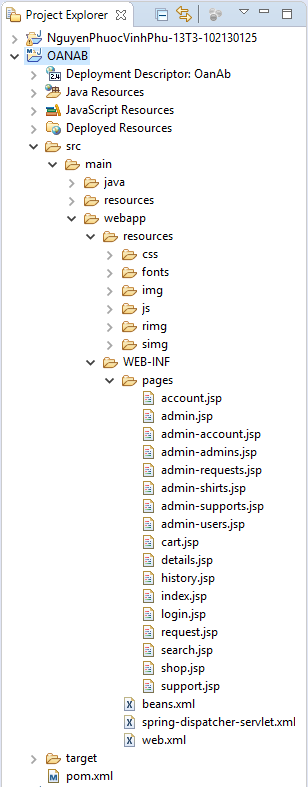 Project Explorer
NguyenPhuocVinhPhu-13T3-102130125
OANAB
Deployment Descriptor: OanAb
Java Resources
JavaScript Resources
Deployed Resources
src
main
java
resources
webapp
resources
css
fonts
img
js
rimg
simg
WEB-INF
pages
account.jsp
admin.jsp
admin-account.jsp
admin-admins.jsp
admin-requests.jsp
admin-shirts.jsp
admin-supports.jsp
admin-users.jsp
cart.jsp
details.jsp
history.jsp
index.jsp
login.jsp
request.jsp
search.jsp
shop.jsp
support.jsp
beans.xml
spring-dispatcher-servlet.xml
web.xml
target
pom.xml